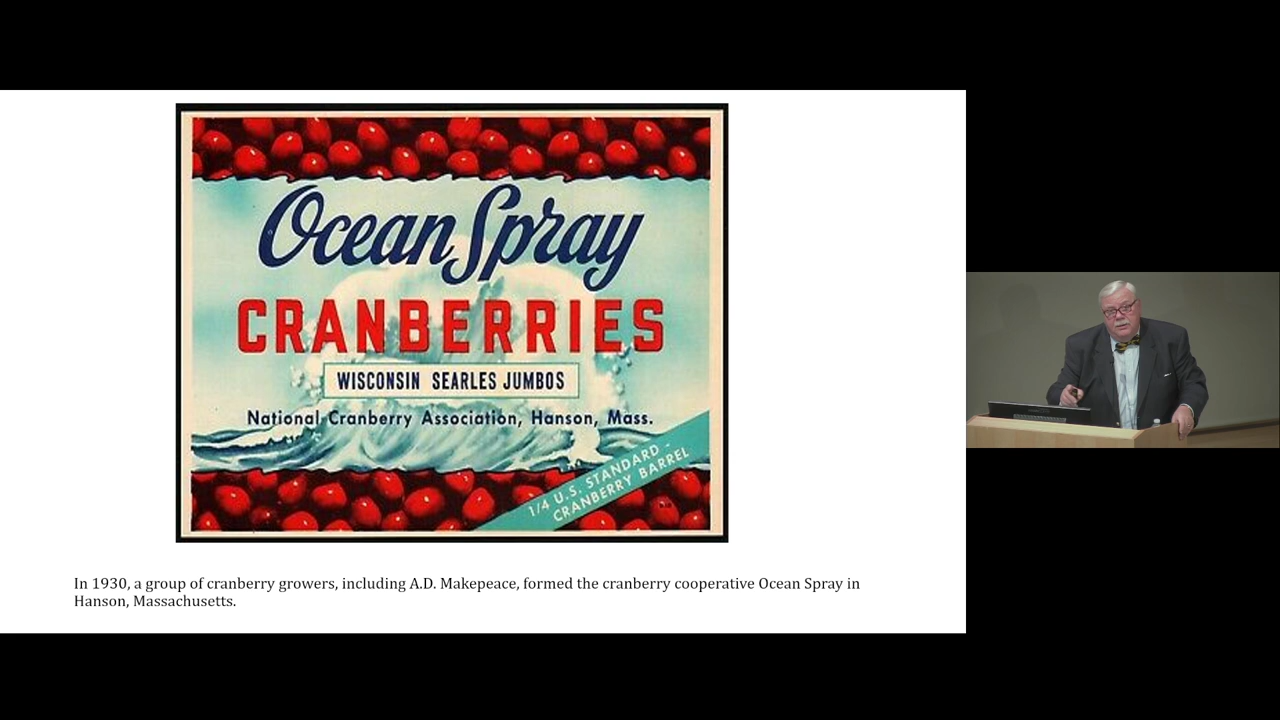 Ocean Spray
CRANBERRIES
WISCONSIN SEARLES JUMBOS
National Cranberry Association, Hanson, Mass.
1/4 U.S. STANDARD
CRANBERRY BARREL
In 1930, a group of cranberry growers, including A.D. Makepeace, formed the cranberry cooperative Ocean Spray in
Hanson, Massachusetts.